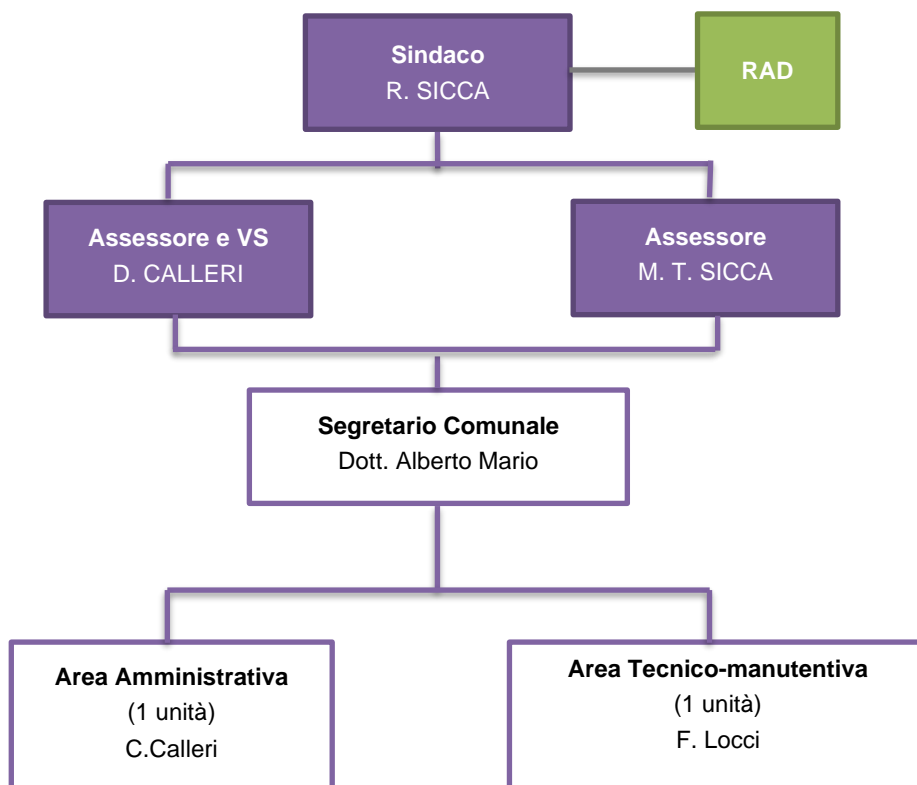 Sindaco
R. SICCA
RAD
Assessore e VS
D. CALLERI
Assessore
M. T. SICCA
Segretario Comunale
Dott. Alberto Mario
Area Amministrativa
(1 unità)
C.Calleri
Area Tecnico-manutentiva
(1 unità)
F. Locci